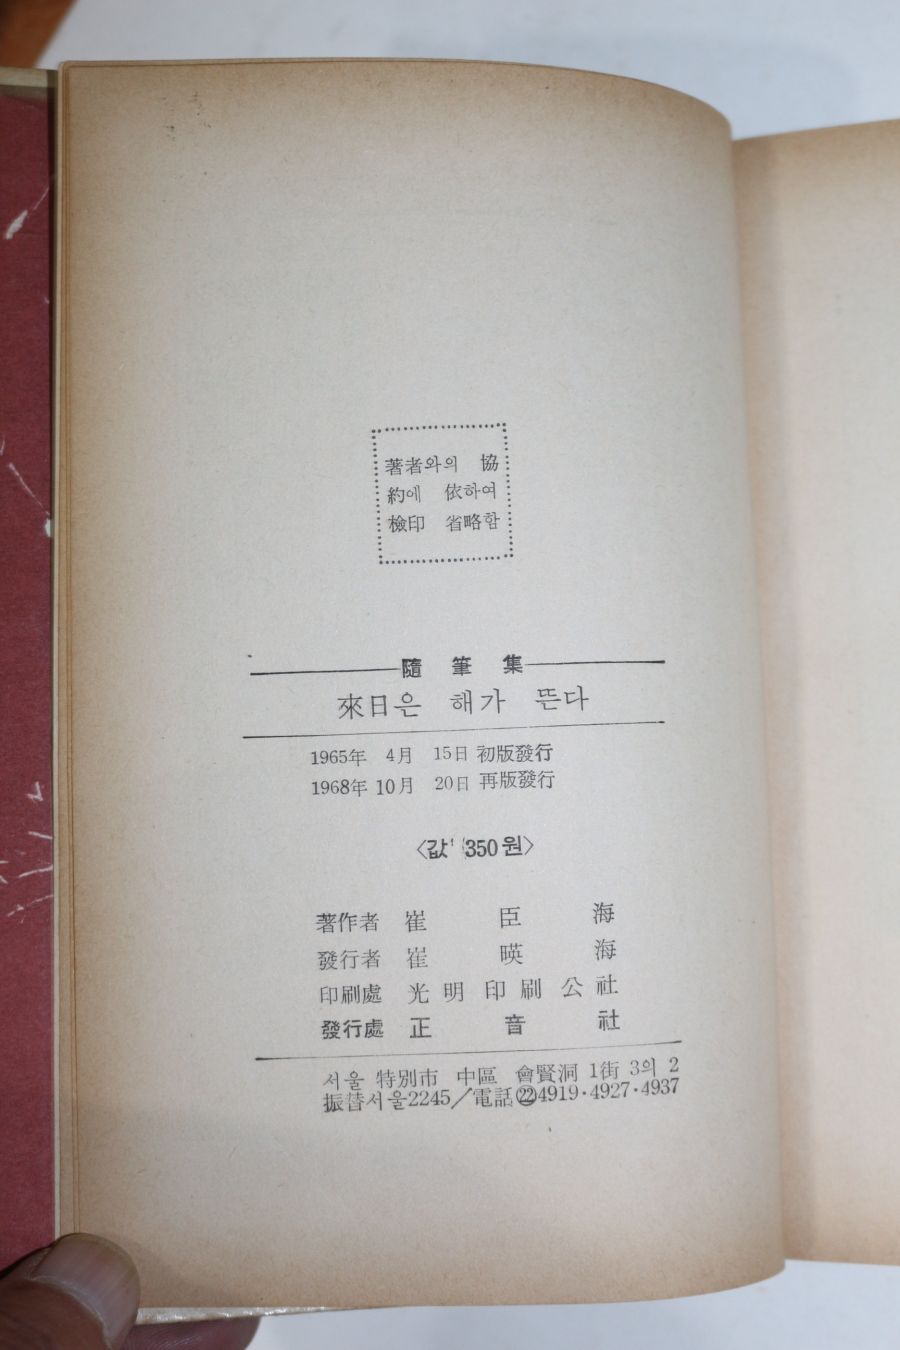 著者와의 協
約에 依하여
檢印 省略함
隨筆集
來日은 해가 뜬다
1965年 4月 15日 初版發行
1968年 10月 20日 再版發行
〈값 350원〉
著作者 崔臣海
發行者 崔暎海
印刷處 光明印刷公社
發行處 正音社
서울 特別市 中區 會賢洞 1街 3의 2
振替서울2245/電話㉒4919·4927·4937